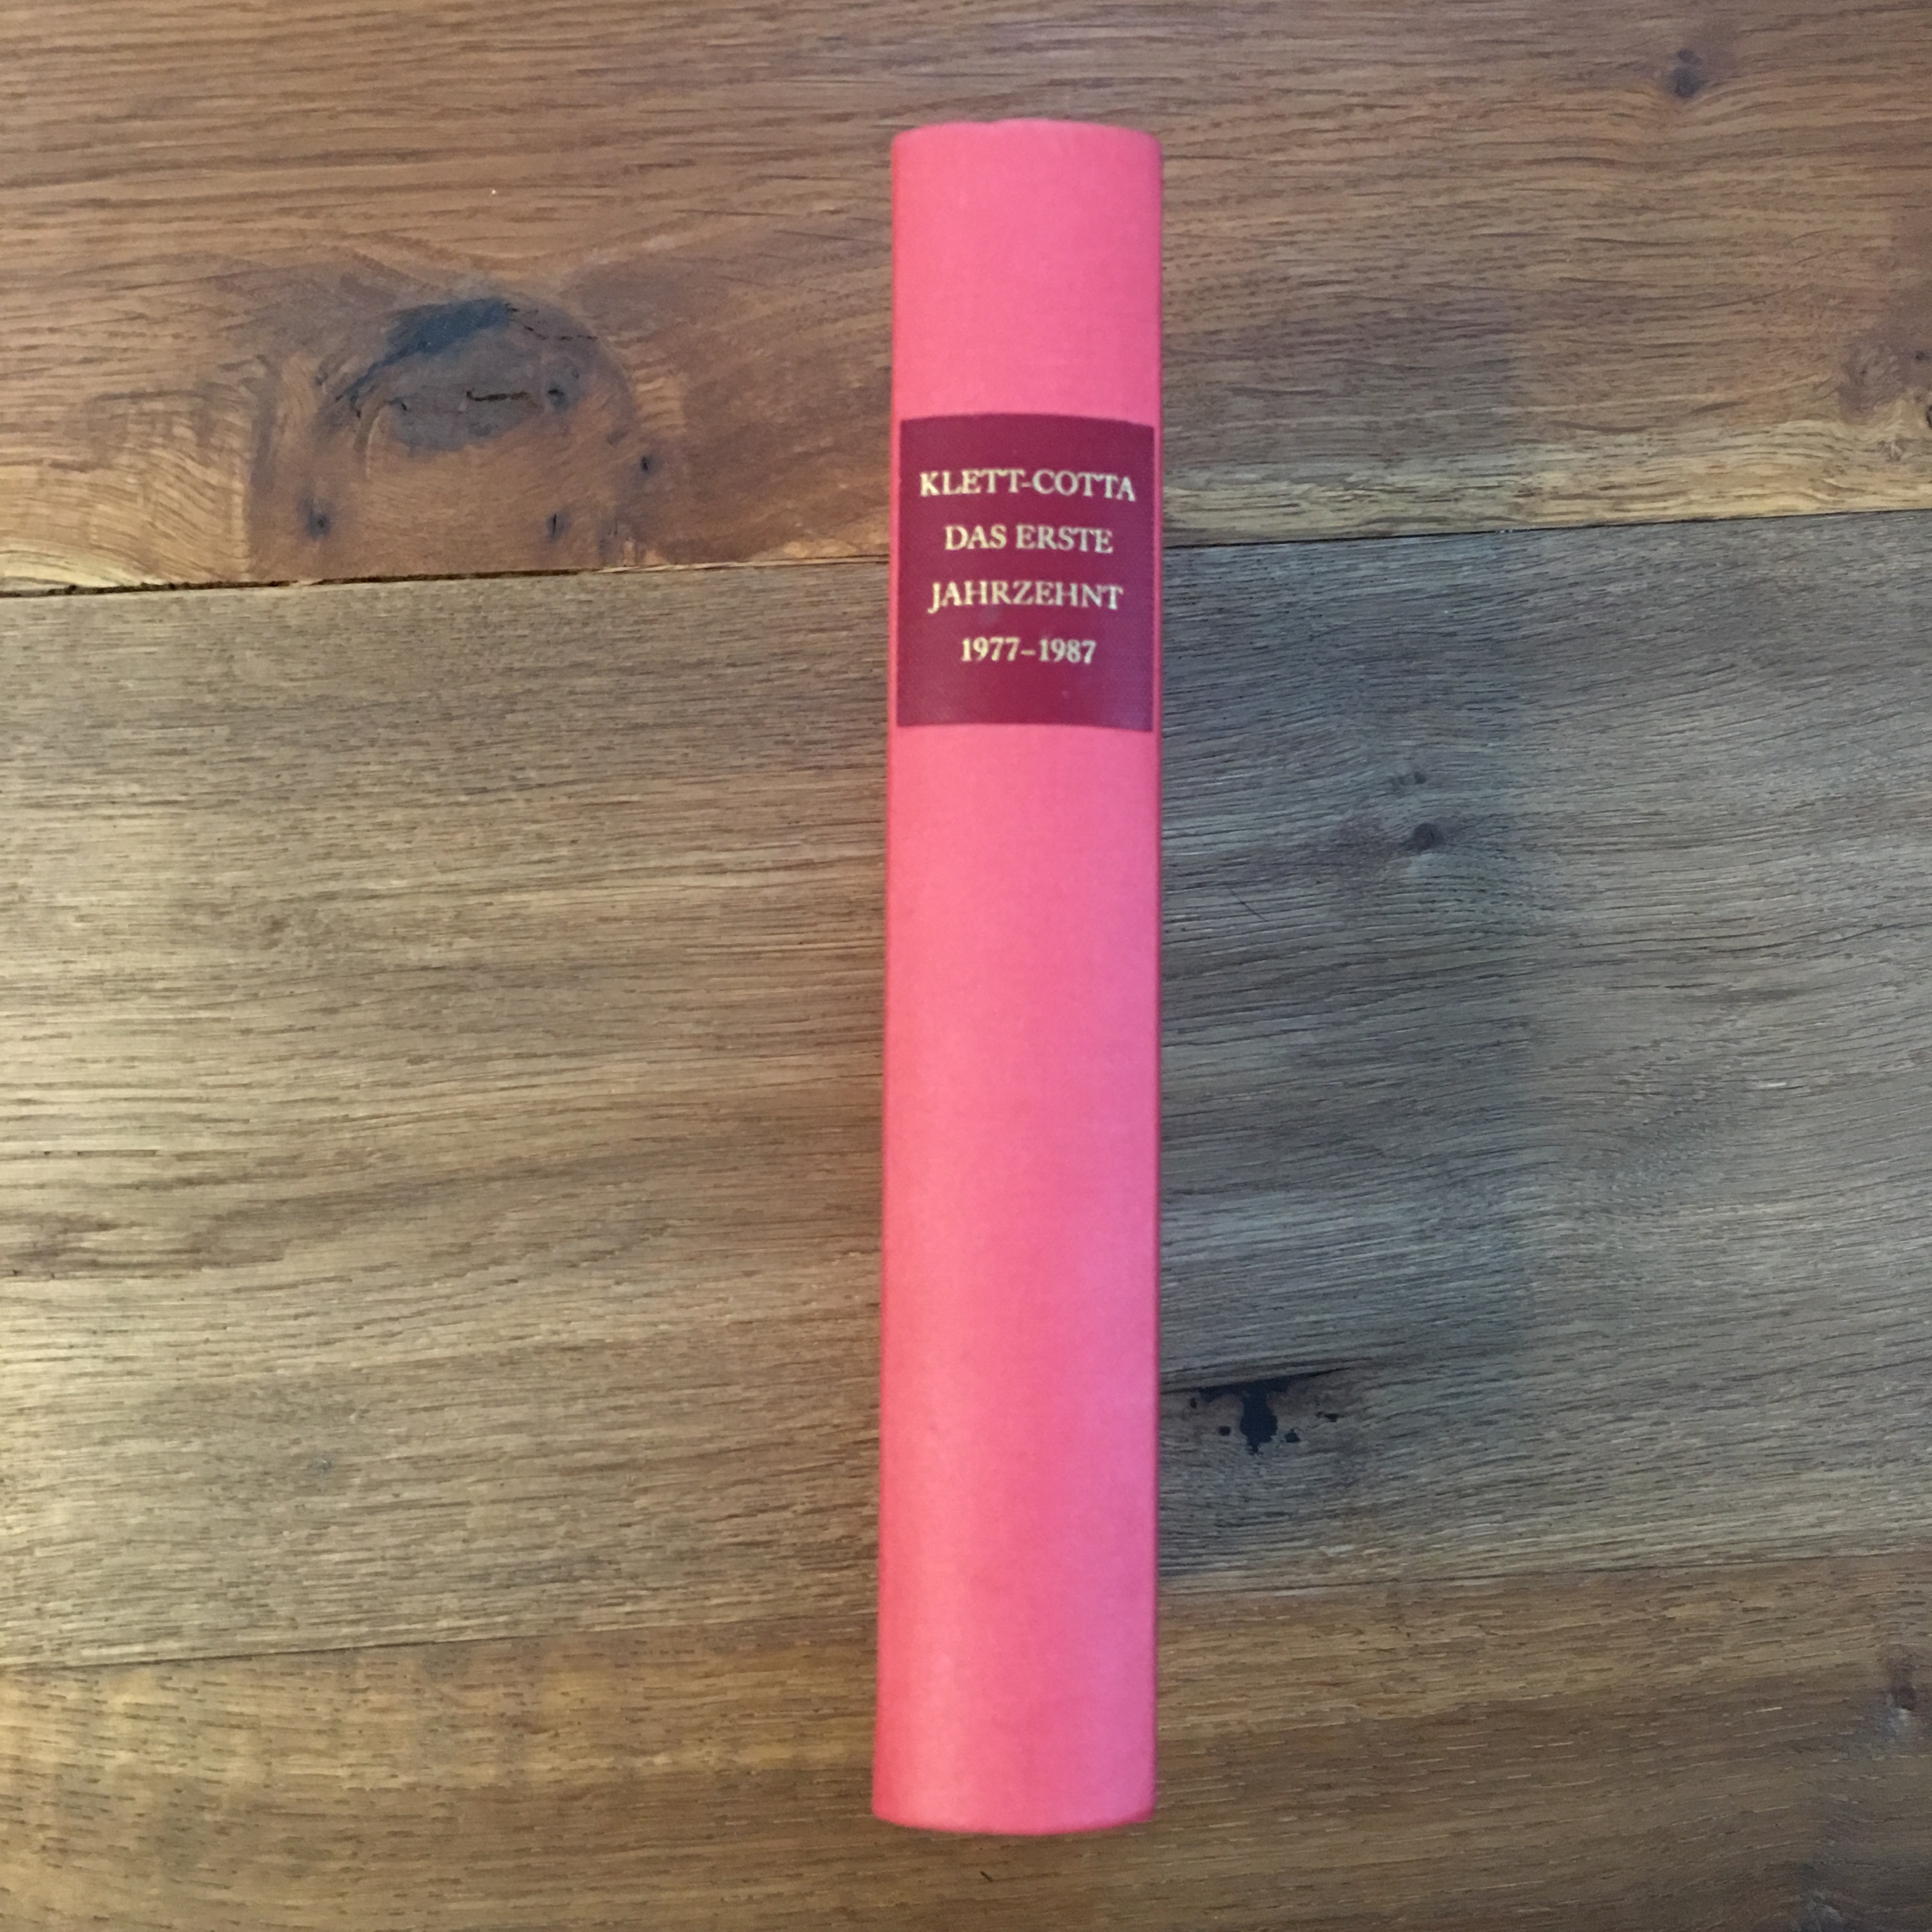 KLETT-COTTA
DAS ERSTE
JAHRZEHNT
1977–1987